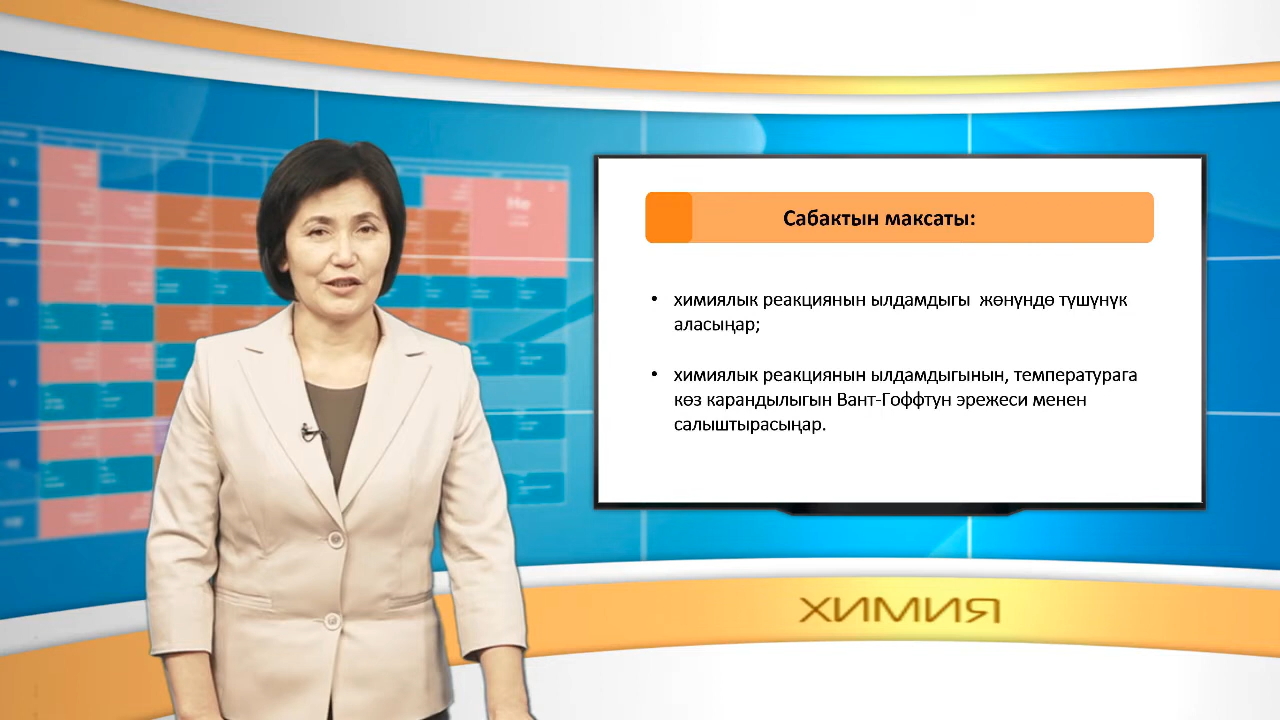 Сабактын максаты:
• химиялык реакциянын ылдамдыгы жөнүндө түшүнүк
аласыңар;
• химиялык реакциянын ылдамдыгынын, температурага
көз карандылыгын Вант-Гоффтун эрежеси менен
салыштырасыңар.
He
ХИМИЯ